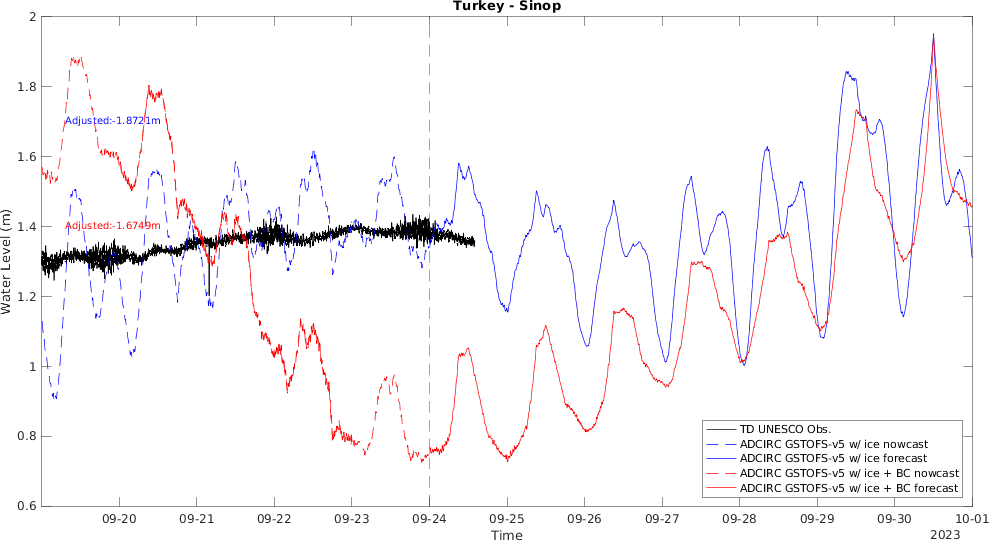 Turkey - Sinop
2
1.8
1.6
1.4
1.2
1
0.8
0.6
Water Level (m)
Adjusted:-1.8721m
Adjusted:-1.6749m
TD UNESCO Obs.
ADCIRC GSTOFS-v5 w/ ice nowcast
ADCIRC GSTOFS-v5 w/ ice forecast
ADCIRC GSTOFS-v5 w/ ice + BC nowcast
ADCIRC GSTOFS-v5 w/ ice + BC forecast
09-20 09-21 09-22 09-23 09-24 09-25 09-26 09-27 09-28 09-29 09-30 10-01
Time
2023